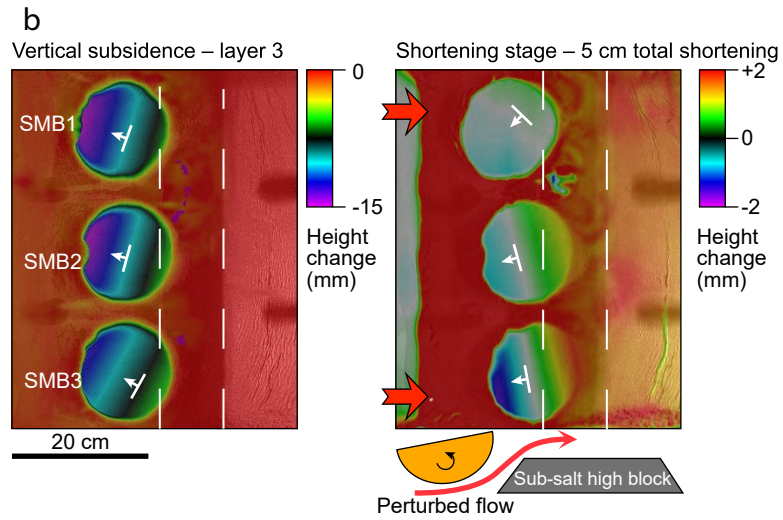 b
Vertical subsidence – layer 3
Shortening stage – 5 cm total shortening
SMB1
SMB2
SMB3
0
-15
Height
change
(mm)
+2
0
-2
Height
change
(mm)
20 cm
Sub-salt high block
Perturbed flow